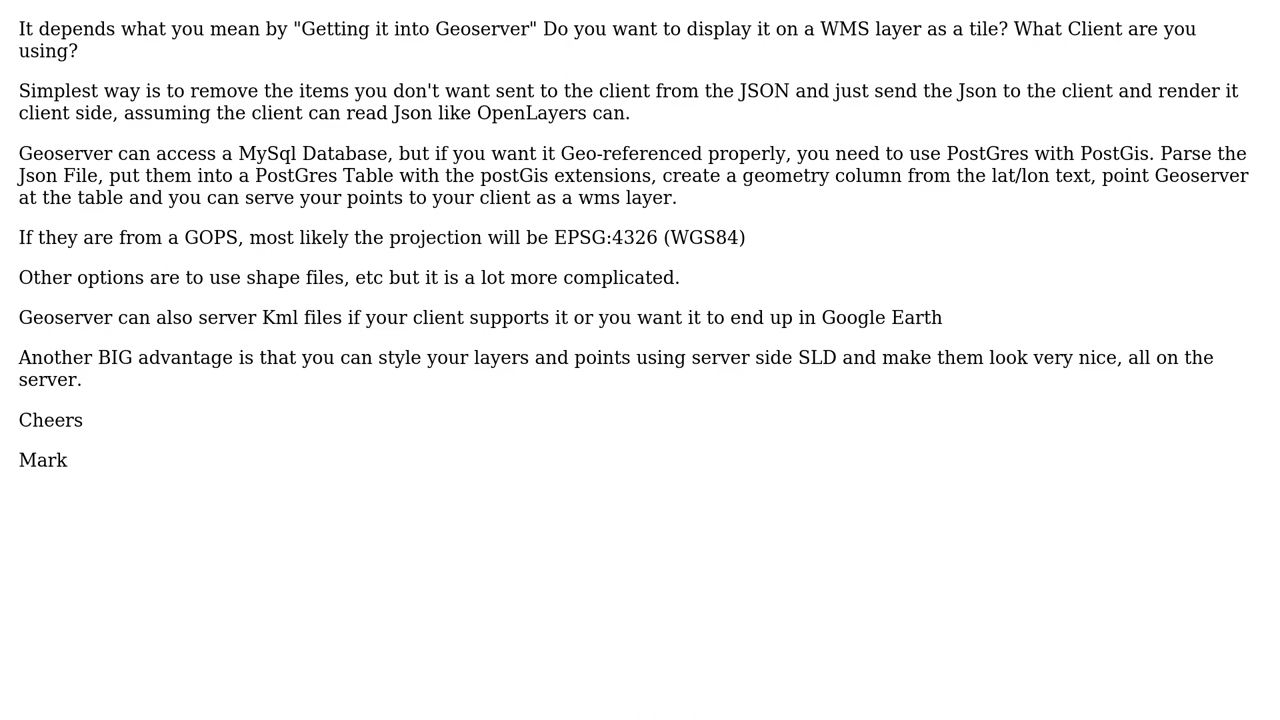 It depends what you mean by "Getting it into Geoserver" Do you want to display it on a WMS layer as a tile? What Client are you
using?
Simplest way is to remove the items you don't want sent to the client from the JSON and just send the Json to the client and render it
client side, assuming the client can read Json like OpenLayers can.
Geoserver can access a MySql Database, but if you want it Geo-referenced properly, you need to use PostGres with PostGis. Parse the
Json File, put them into a PostGres Table with the postGis extensions, create a geometry column from the lat/lon text, point Geoserver
at the table and you can serve your points to your client as a wms layer.
If they are from a GOPS, most likely the projection will be EPSG:4326 (WGS84)
Other options are to use shape files, etc but it is a lot more complicated.
Geoserver can also server Kml files if your client supports it or you want it to end up in Google Earth
Another BIG advantage is that you can style your layers and points using server side SLD and make them look very nice, all on the
server.
Cheers
Mark